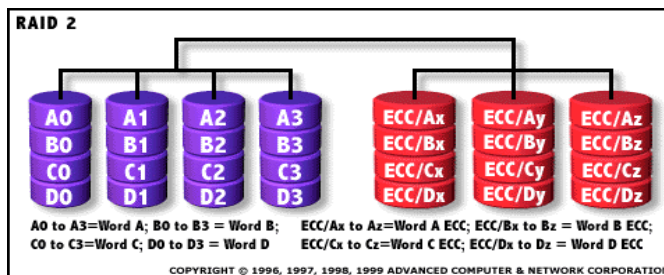 RAID 2
A0 A1 A2 A3 ECC/Ax ECC/Ay ECC/Az
B0 B1 B2 B3 ECC/Bx ECC/By ECC/Bz
C0 C1 C2 C3 ECC/Cx ECC/Cy ECC/Cz
D0 D1 D2 D3 ECC/Dx ECC/Dy ECC/Dz
A0 to A3=Word A; B0 to B3 = Word B;
C0 to C3=Word C; D0 to D3 = Word D
ECC/Ax to Az=Word A ECC; ECC/Bx to Bz = Word B ECC;
ECC/Cx to Cz=Word C ECC; ECC/Dx to Dz = Word D ECC
COPYRIGHT © 1996, 1997, 1998, 1999 ADVANCED COMPUTER & NETWORK CORPORATION